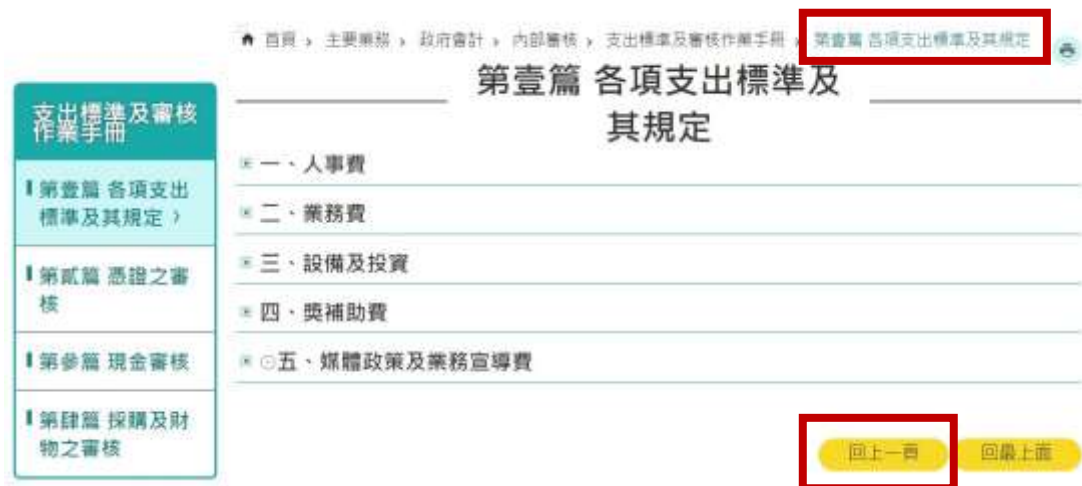 首頁 › 主要業務 › 政府會計 › 內部審核 › 支出標準及審核作業手冊 › 第壹篇 各項支出標準及其規定
第壹篇 各項支出標準及
其規定
支出標準及審核
作業手冊
第壹篇 各項支出
標準及其規定 〉
第貳篇 憑證之審
核
第參篇 現金審核
第肆篇 採購及財
物之審核
一、人事費
二、業務費
三、設備及投資
四、獎補助費
五、媒體政策及業務宣導費
回上一頁
回最上面